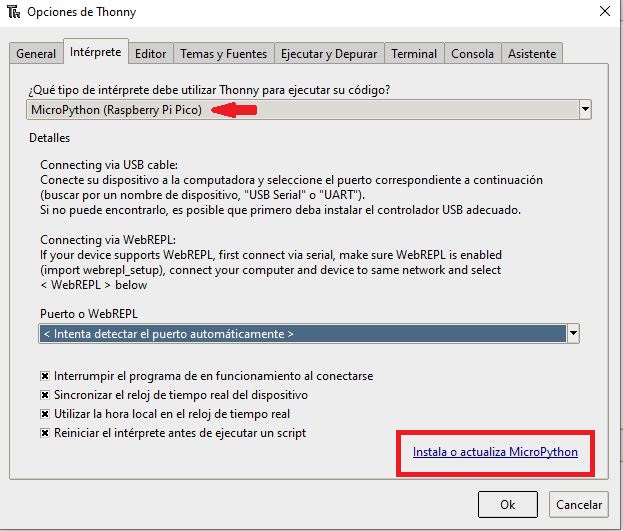 Opciones de Thonny
General Intérprete Editor Temas y Fuentes Ejecutar y Depurar Terminal Consola Asistente
¿Qué tipo de intérprete debe utilizar Thonny para ejecutar su código?
MicroPython (Raspberry Pi Pico)
Detalles
Connecting via USB cable:
Conecte su dispositivo a la computadora y seleccione el puerto correspondiente a continuación
(buscar por un nombre de dispositivo, "USB Serial" o "UART").
Si no puede encontrarlo, es posible que primero deba instalar el controlador USB adecuado.
Connecting via WebREPL:
If your device supports WebREPL, first connect via serial, make sure WebREPL is enabled
(import webrepl_setup), connect your computer and device to same network and select
< WebREPL > below
Puerto o WebREPL
< Intenta detectar el puerto automáticamente >
Interrumpir el programa de en funcionamiento al conectarse
Sincronizar el reloj de tiempo real del dispositivo
Utilizar la hora local en el reloj de tiempo real
Reiniciar el intérprete antes de ejecutar un script
Instala o actualiza MicroPython
Ok Cancelar